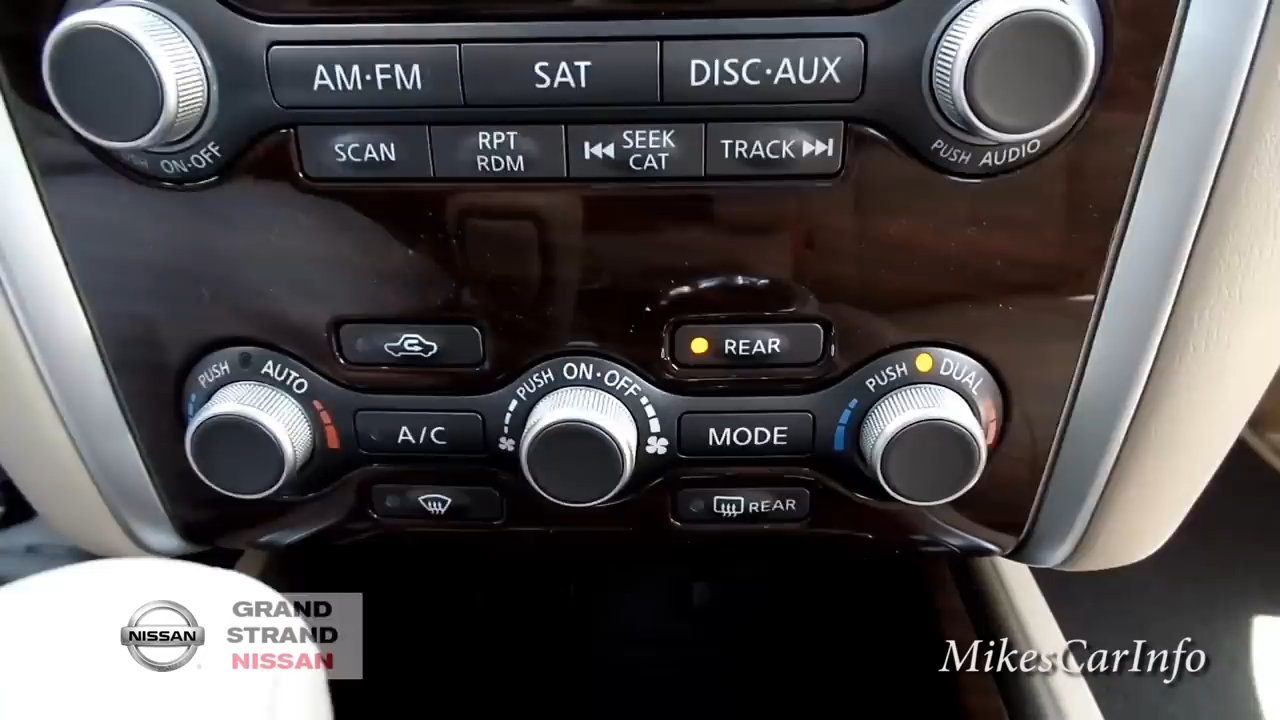 AM·FM SAT DISC·AUX
SCAN RPT RDM SEEK CAT TRACK
ON·OFF
PUSH AUDIO
REAR
PUSH AUTO
PUSH ON·OFF
PUSH DUAL
A/C MODE
REAR
NISSAN
GRAND
STRAND
NISSAN
MikesCarInfo